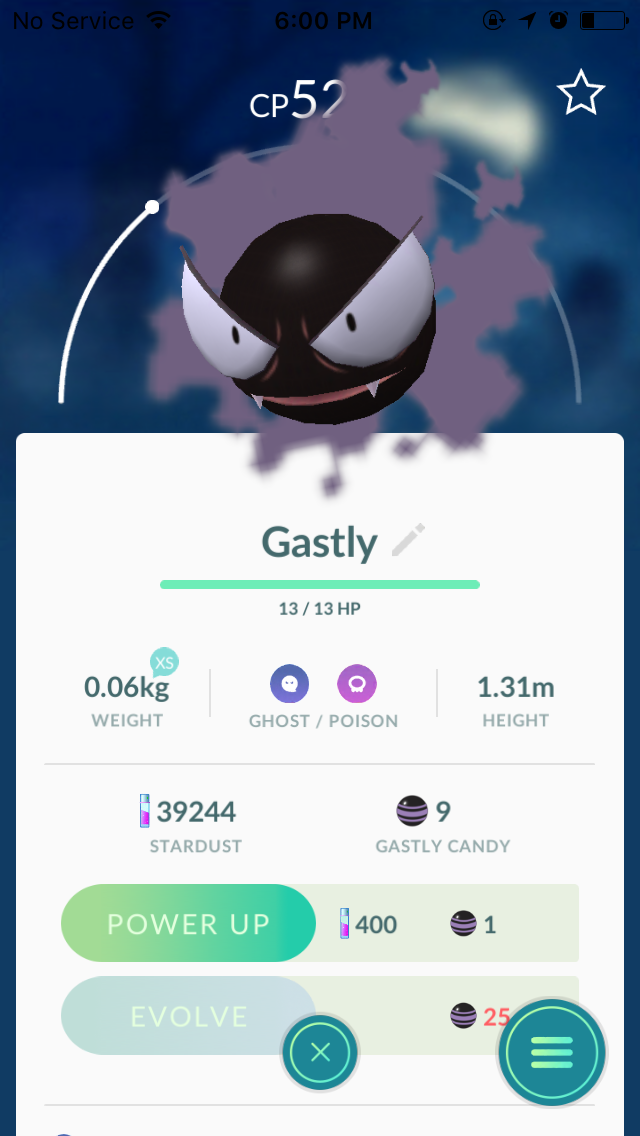 No Service 6:00 PM
CP52
Gastly
13 / 13 HP
XS
0.06kg 1.31m
WEIGHT GHOST / POISON HEIGHT
39244 9
STARDUST GASTLY CANDY
POWER UP 400 1
EVOLVE 25